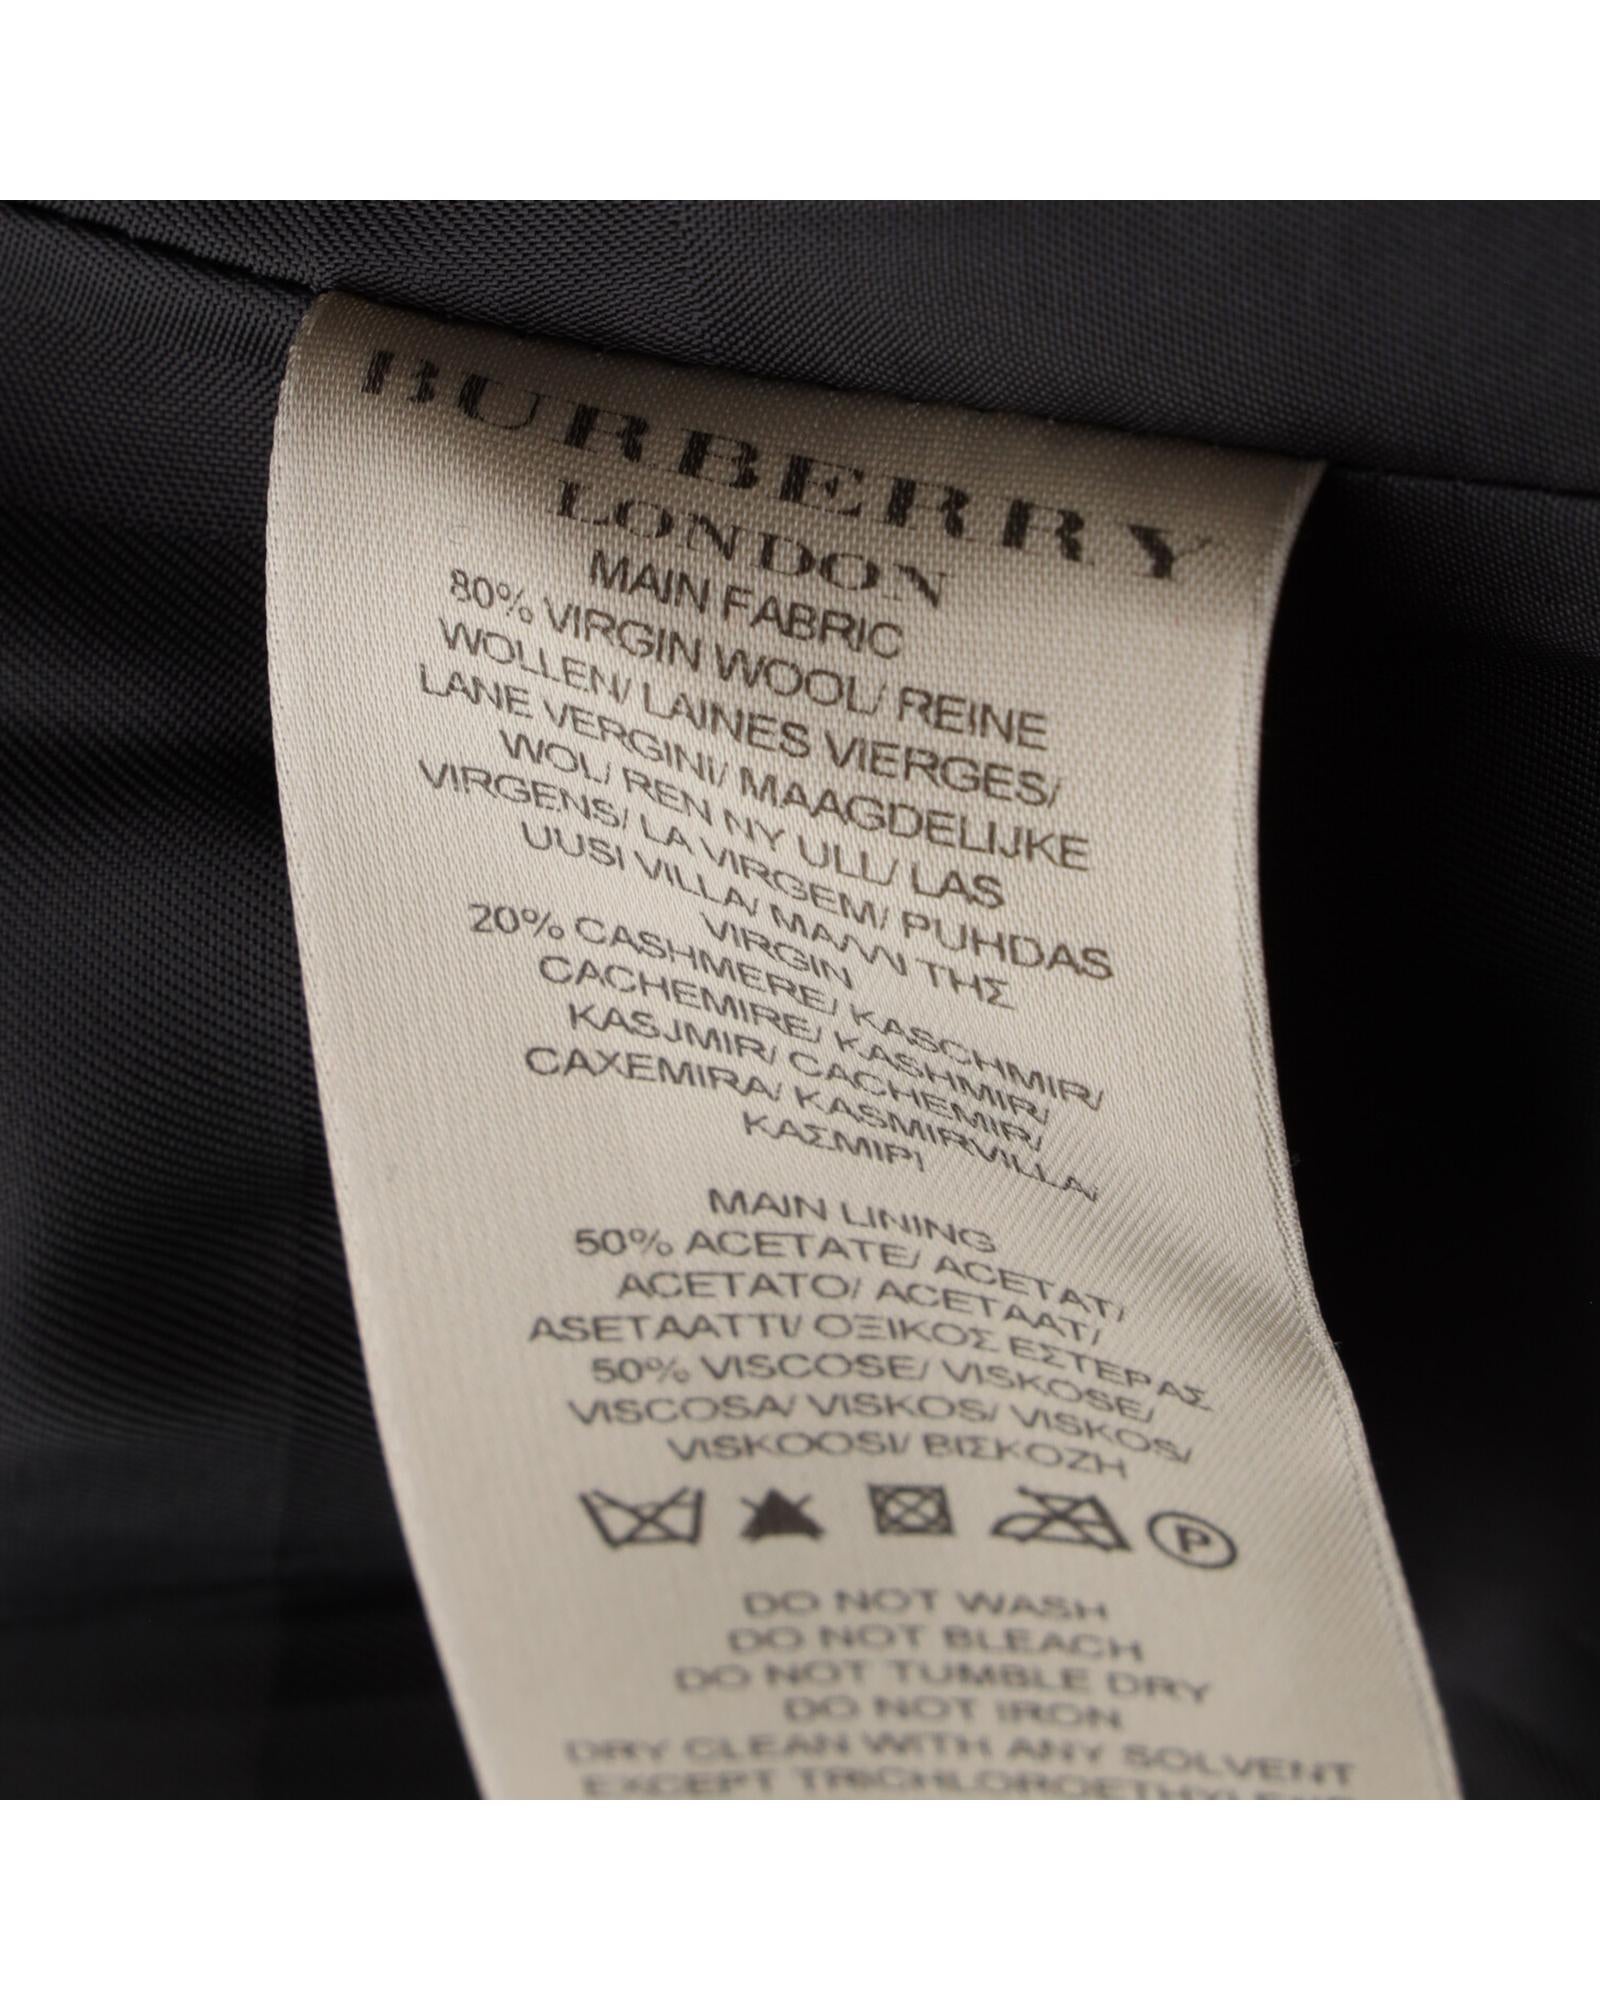 BURBERRY
LONDON
MAIN FABRIC
80% VIRGIN WOOL/ REINE
WOLLEN/ LAINES VIERGES/
LANE VERGINI/ MAAGDELIJKE
WOL/ REN NY ULL/ LAS
VIRGENS/ LA VIRGEM/ PUHDAS
UUSI VILLA/ ΜΑΛΛΙ ΤΗΣ
VIRGIN
20% CASHMERE/ KASCHMIR/
CACHEMIRE/ KASHMIR/
KASJMIR/ CACHEMIR/
CAXEMIRA/ KASMIRVILLA/
ΚΑΣΜΙΡΙ
MAIN LINING
50% ACETATE/ ACETAT/
ACETATO/ ACETAAT/
ASETAATTI/ ΟΞΙΚΟΣ ΕΣΤΕΡΑΣ
50% VISCOSE/ VISKOSE/
VISCOSA/ VISKOS/ VISKOS/
VISKOOSI/ ΒΙΣΚΟΖΗ
P
DO NOT WASH
DO NOT BLEACH
DO NOT TUMBLE DRY
DO NOT IRON
DRY CLEAN WITH ANY SOLVENT
EXCEPT TRICHLOROETHYLENE